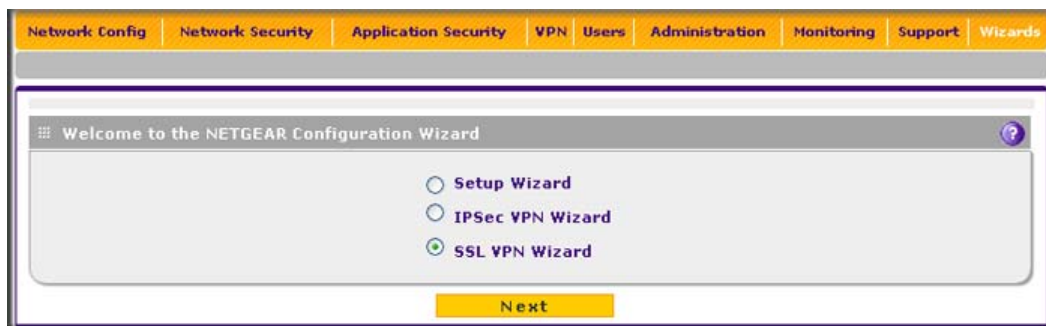 Network Config Network Security Application Security VPN Users Administration Monitoring Support Wizards
Welcome to the NETGEAR Configuration Wizard ?
Setup Wizard
IPSec VPN Wizard
SSL VPN Wizard
Next